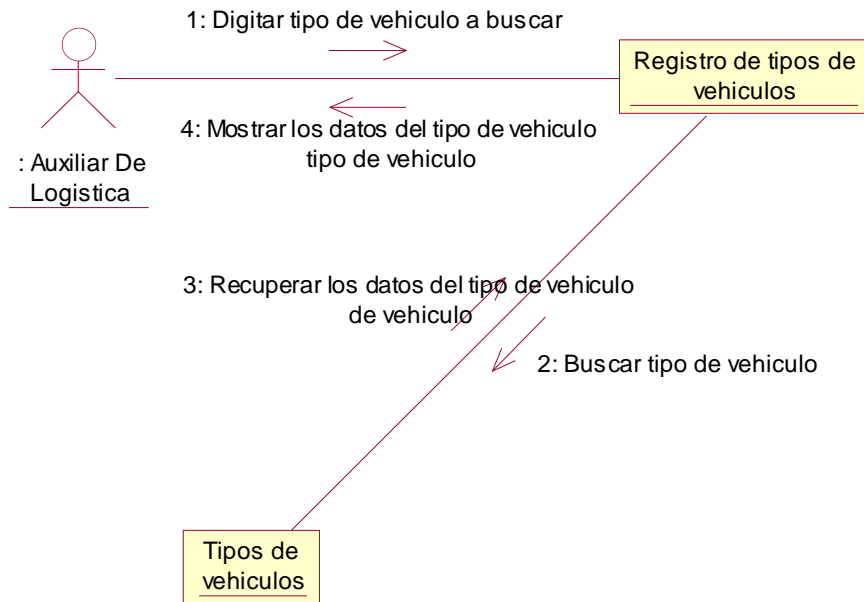 1: Digitar tipo de vehiculo a buscar
Registro de tipos de
vehiculos
4: Mostrar los datos del tipo de vehiculo
tipo de vehiculo
: Auxiliar De
Logistica
3: Recuperar los datos del tipo de vehiculo
de vehiculo
2: Buscar tipo de vehiculo
Tipos de
vehiculos